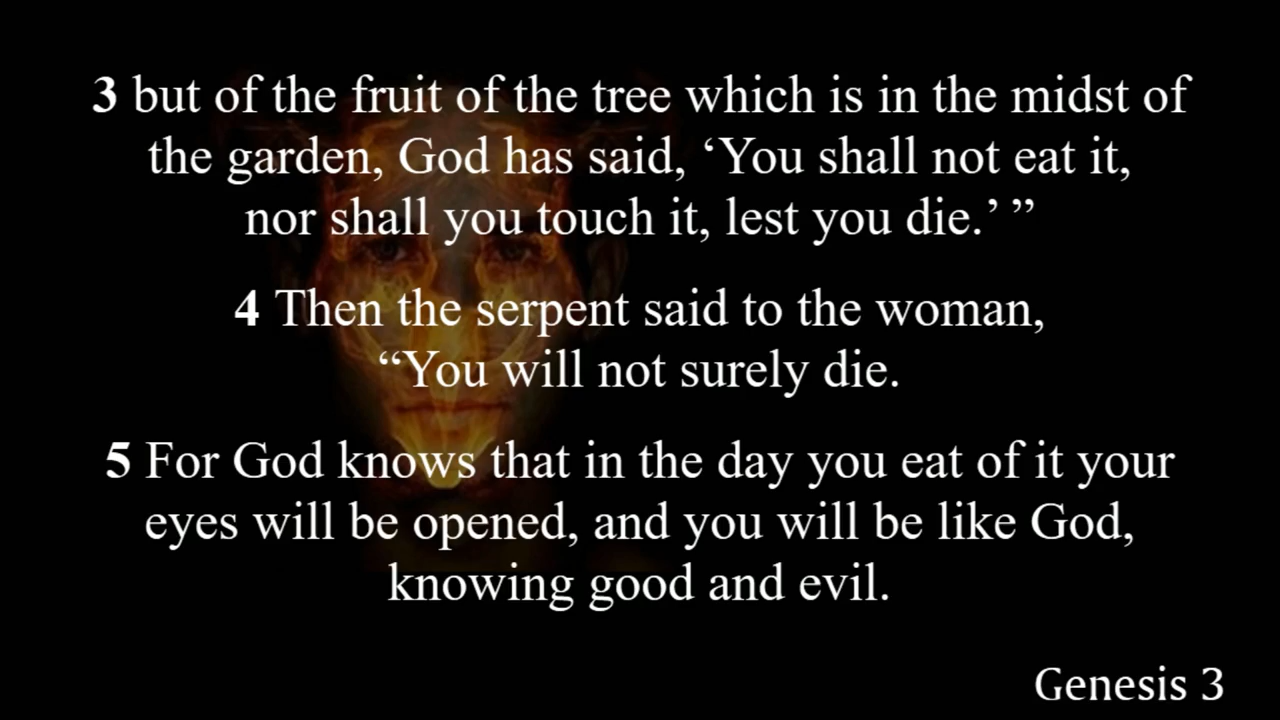 3 but of the fruit of the tree which is in the midst of
the garden, God has said, ‘You shall not eat it,
nor shall you touch it, lest you die.’ ”
4 Then the serpent said to the woman,
“You will not surely die.
5 For God knows that in the day you eat of it your
eyes will be opened, and you will be like God,
knowing good and evil.
Genesis 3